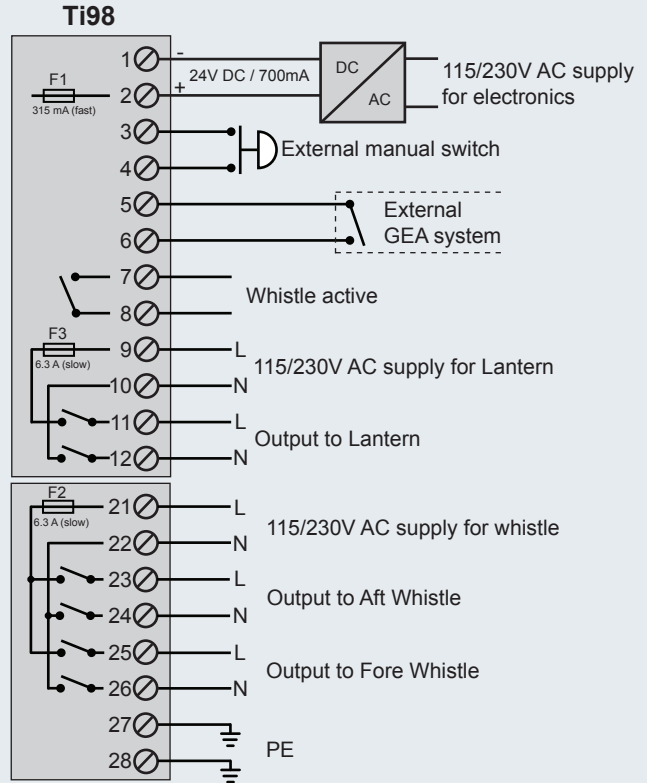 Ti98
1
-
24V DC / 700mA
DC
AC
115/230V AC supply
for electronics
F1
315 mA (fast)
2
+
3
External manual switch
4
5
External
GEA system
6
7
Whistle active
8
F3
6.3 A (slow)
9
L
115/230V AC supply for Lantern
10
N
11
L
Output to Lantern
12
N
F2
6.3 A (slow)
21
L
115/230V AC supply for whistle
22
N
23
L
Output to Aft Whistle
24
N
25
L
Output to Fore Whistle
26
N
27
PE
28